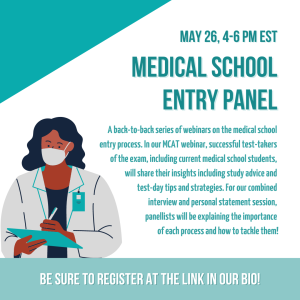 MAY 26, 4-6 PM EST
MEDICAL SCHOOL
ENTRY PANEL
A back-to-back series of webinars on the medical school
entry process. In our MCAT webinar, successful test-takers
of the exam, including current medical school students,
will share their insights including study advice and
test-day tips and strategies. For our combined
interview and personal statement session,
panellists will be explaining the importance
of each process and how to tackle them!
BE SURE TO REGISTER AT THE LINK IN OUR BIO!